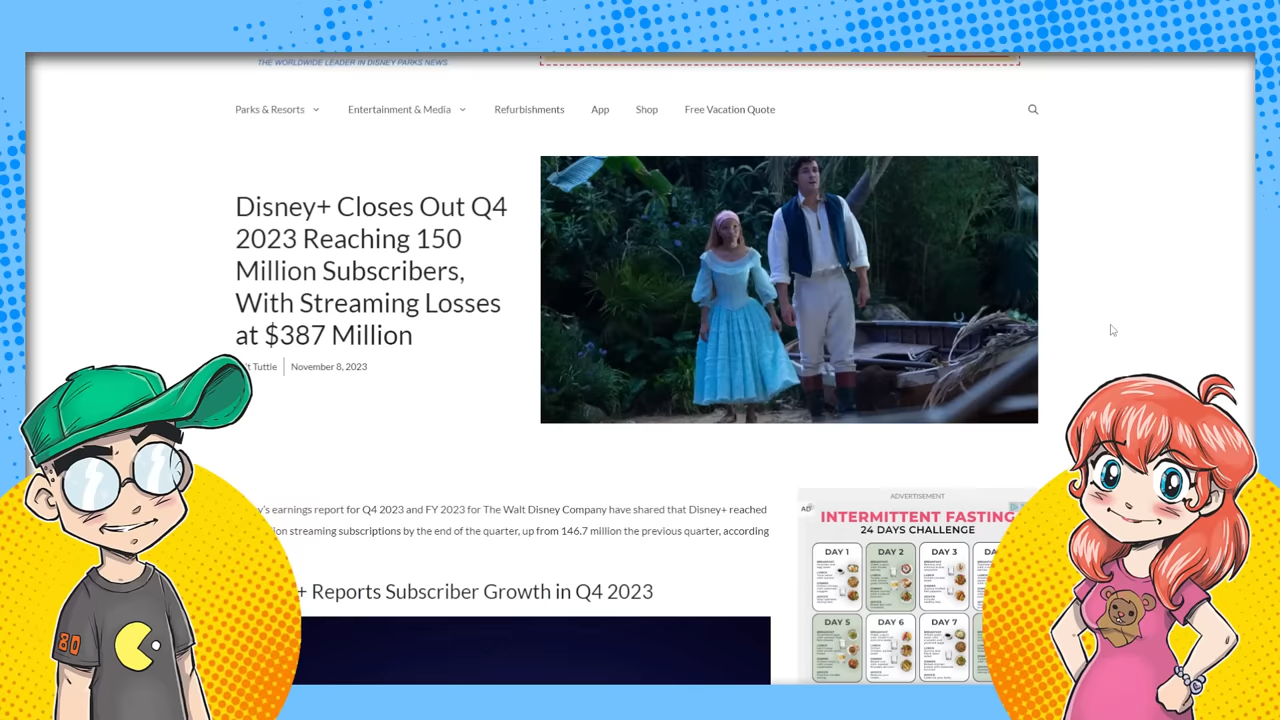 THE WORLDWIDE LEADER IN DISNEY PARKS NEWS
Parks & Resorts
Entertainment & Media
Refurbishments
App
Shop
Free Vacation Quote
Disney+ Closes Out Q4
2023 Reaching 150
Million Subscribers,
With Streaming Losses
at $387 Million
Tuttle
November 8, 2023
earnings report for Q4 2023 and FY 2023 for The Walt Disney Company have shared that Disney+ reached
streaming subscriptions by the end of the quarter, up from 146.7 million the previous quarter, according
+ Reports Subscriber Growth in Q4 2023
ADVERTISEMENT
AD
INTERMITTENT FASTING
24 DAYS CHALLENGE
DAY 1
DAY 2
DAY 3
DAY 5
DAY 6
DAY 7
80